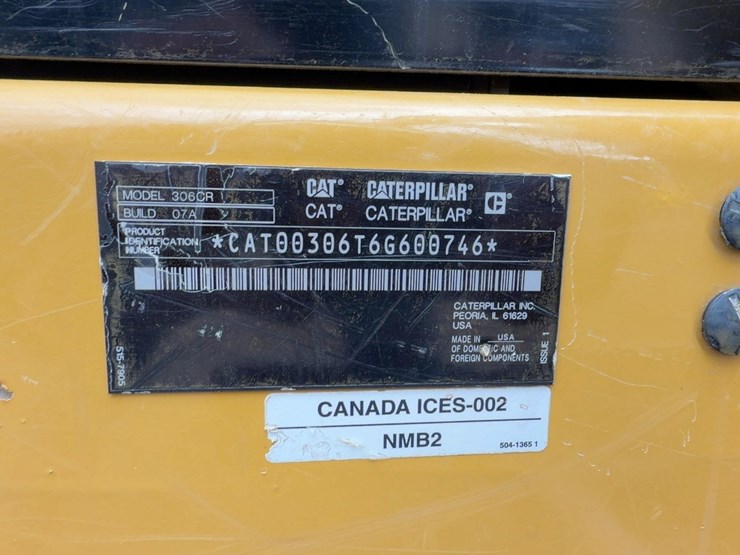 MODEL 306CR
BUILD 07A
CAT® CATERPILLAR® C®
CAT® CATERPILLAR®
PRODUCT
IDENTIFICATION
NUMBER
*CAT00306T6G600746*
CATERPILLAR INC.
PEORIA, IL 61629
USA
MADE IN USA
OF DOMESTIC AND
FOREIGN COMPONENTS
515-7905
ISSUE 1
CANADA ICES-002
NMB2
504-1365 1